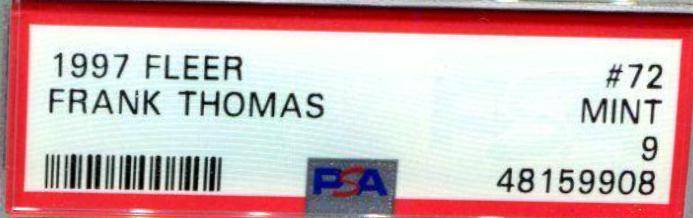 1997 FLEER #72
FRANK THOMAS MINT
9
PSA 48159908